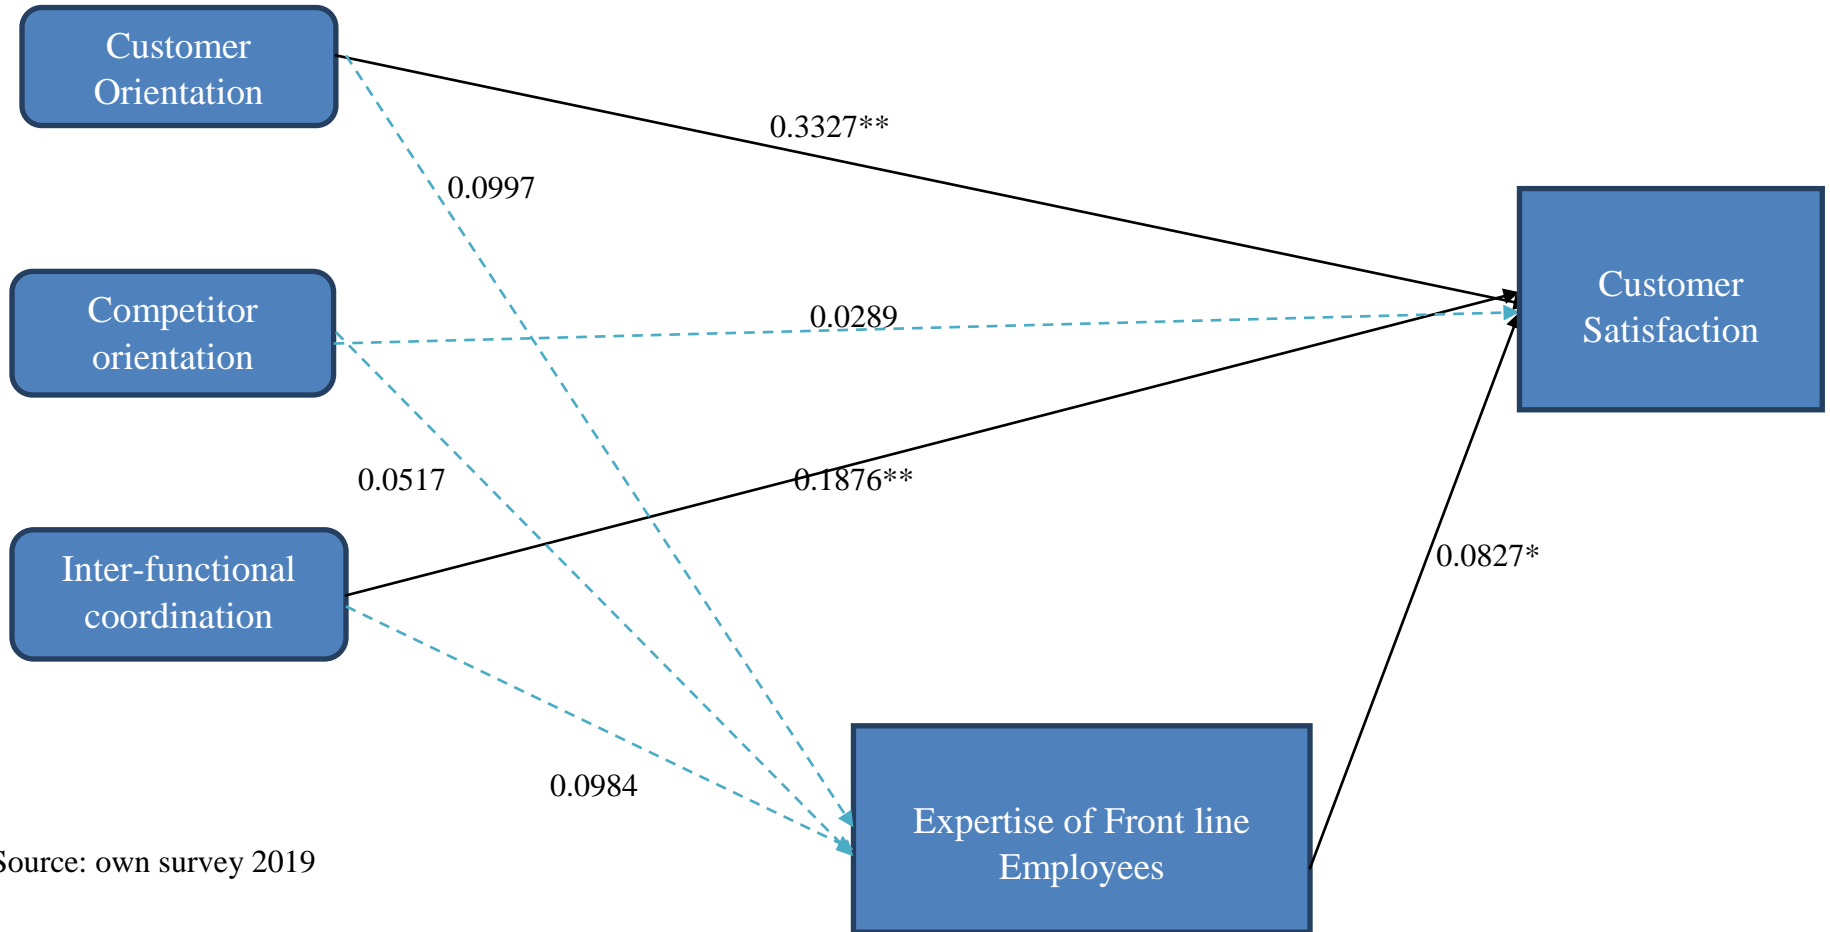 Customer
Orientation
0.3327**
0.0997
Customer
Satisfaction
Competitor
orientation
0.0289
0.0517
0.1876**
Inter-functional
coordination
0.0827*
0.0984
Expertise of Front line
Employees
Source: own survey 2019